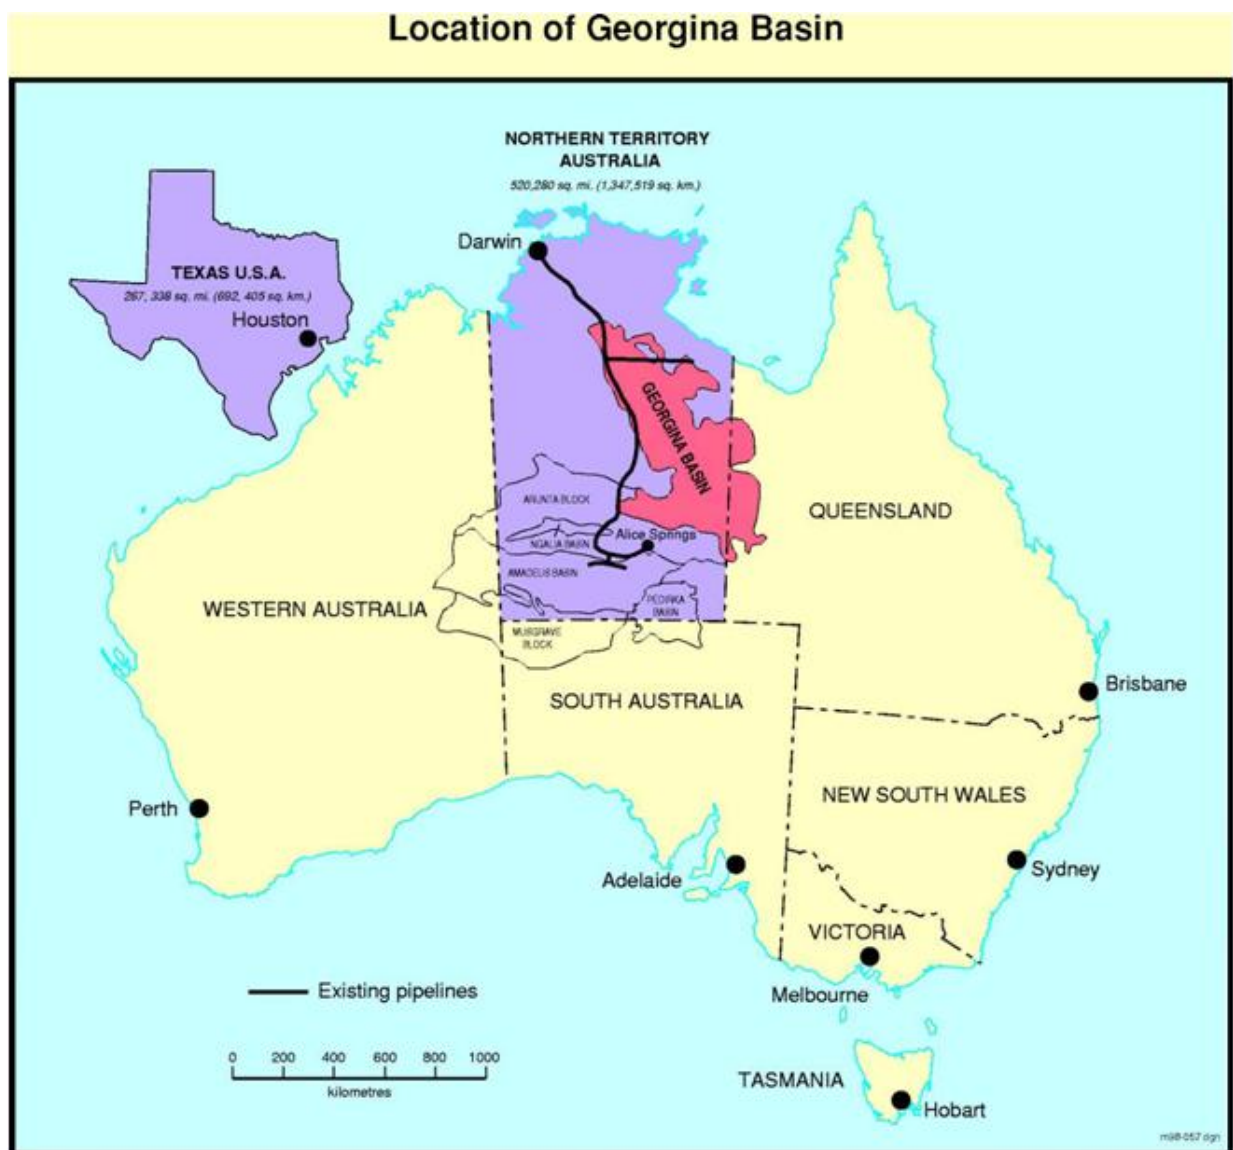 Location of Georgina Basin
NORTHERN TERRITORY
AUSTRALIA
520,280 sq. mi. (1,347,519 sq. km.)
Darwin
TEXAS U.S.A.
267, 338 sq. mi. (692, 405 sq. km.)
Houston
GEORGINA BASIN
ARUNTA BLOCK
QUEENSLAND
Alice Springs
NGALIA BASIN
AMADEUS BASIN
WESTERN AUSTRALIA
PEDIRKA
BASIN
MUSGRAVE
BLOCK
SOUTH AUSTRALIA
Brisbane
NEW SOUTH WALES
Perth
Adelaide
Sydney
VICTORIA
Melbourne
Existing pipelines
0 200 400 600 800 1000
kilometres
TASMANIA
Hobart
m98-057.dgn